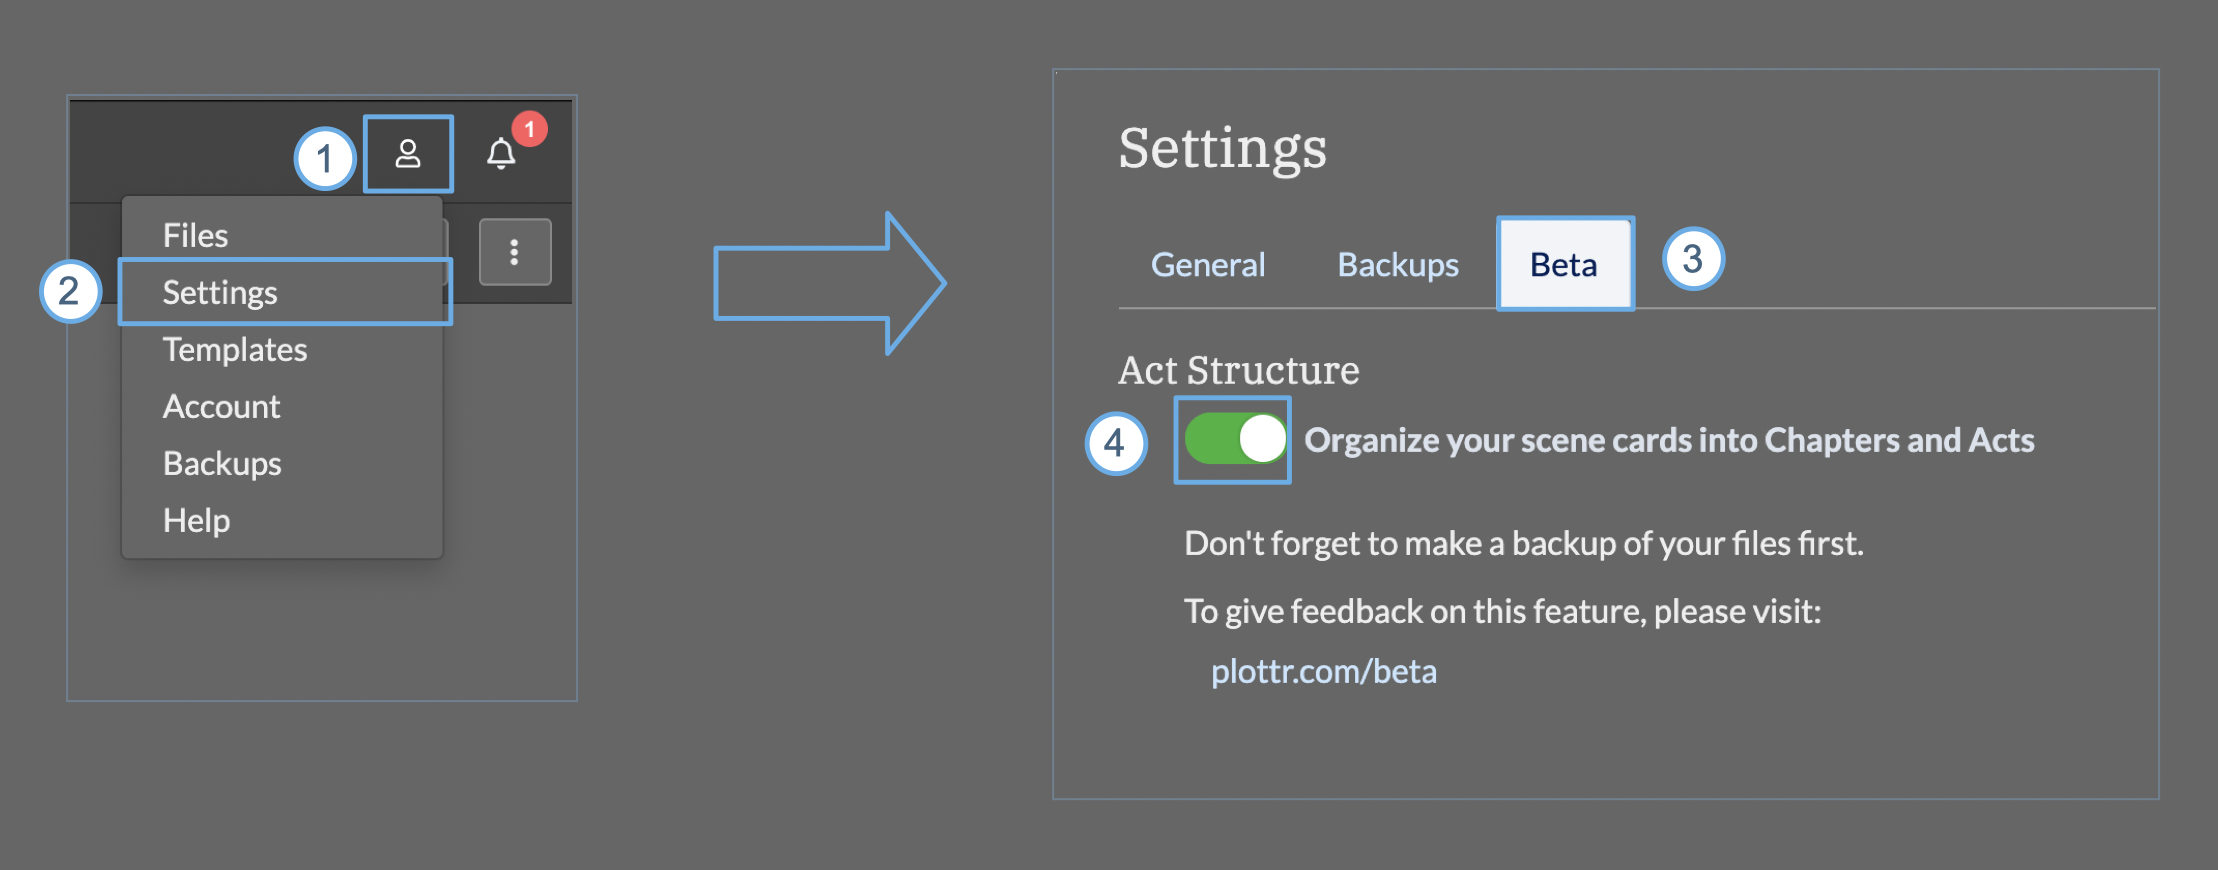 1
1
Files
2
Settings
Templates
Account
Backups
Help
Settings
General Backups Beta
3
Act Structure
4
Organize your scene cards into Chapters and Acts
Don't forget to make a backup of your files first.
To give feedback on this feature, please visit:
plottr.com/beta